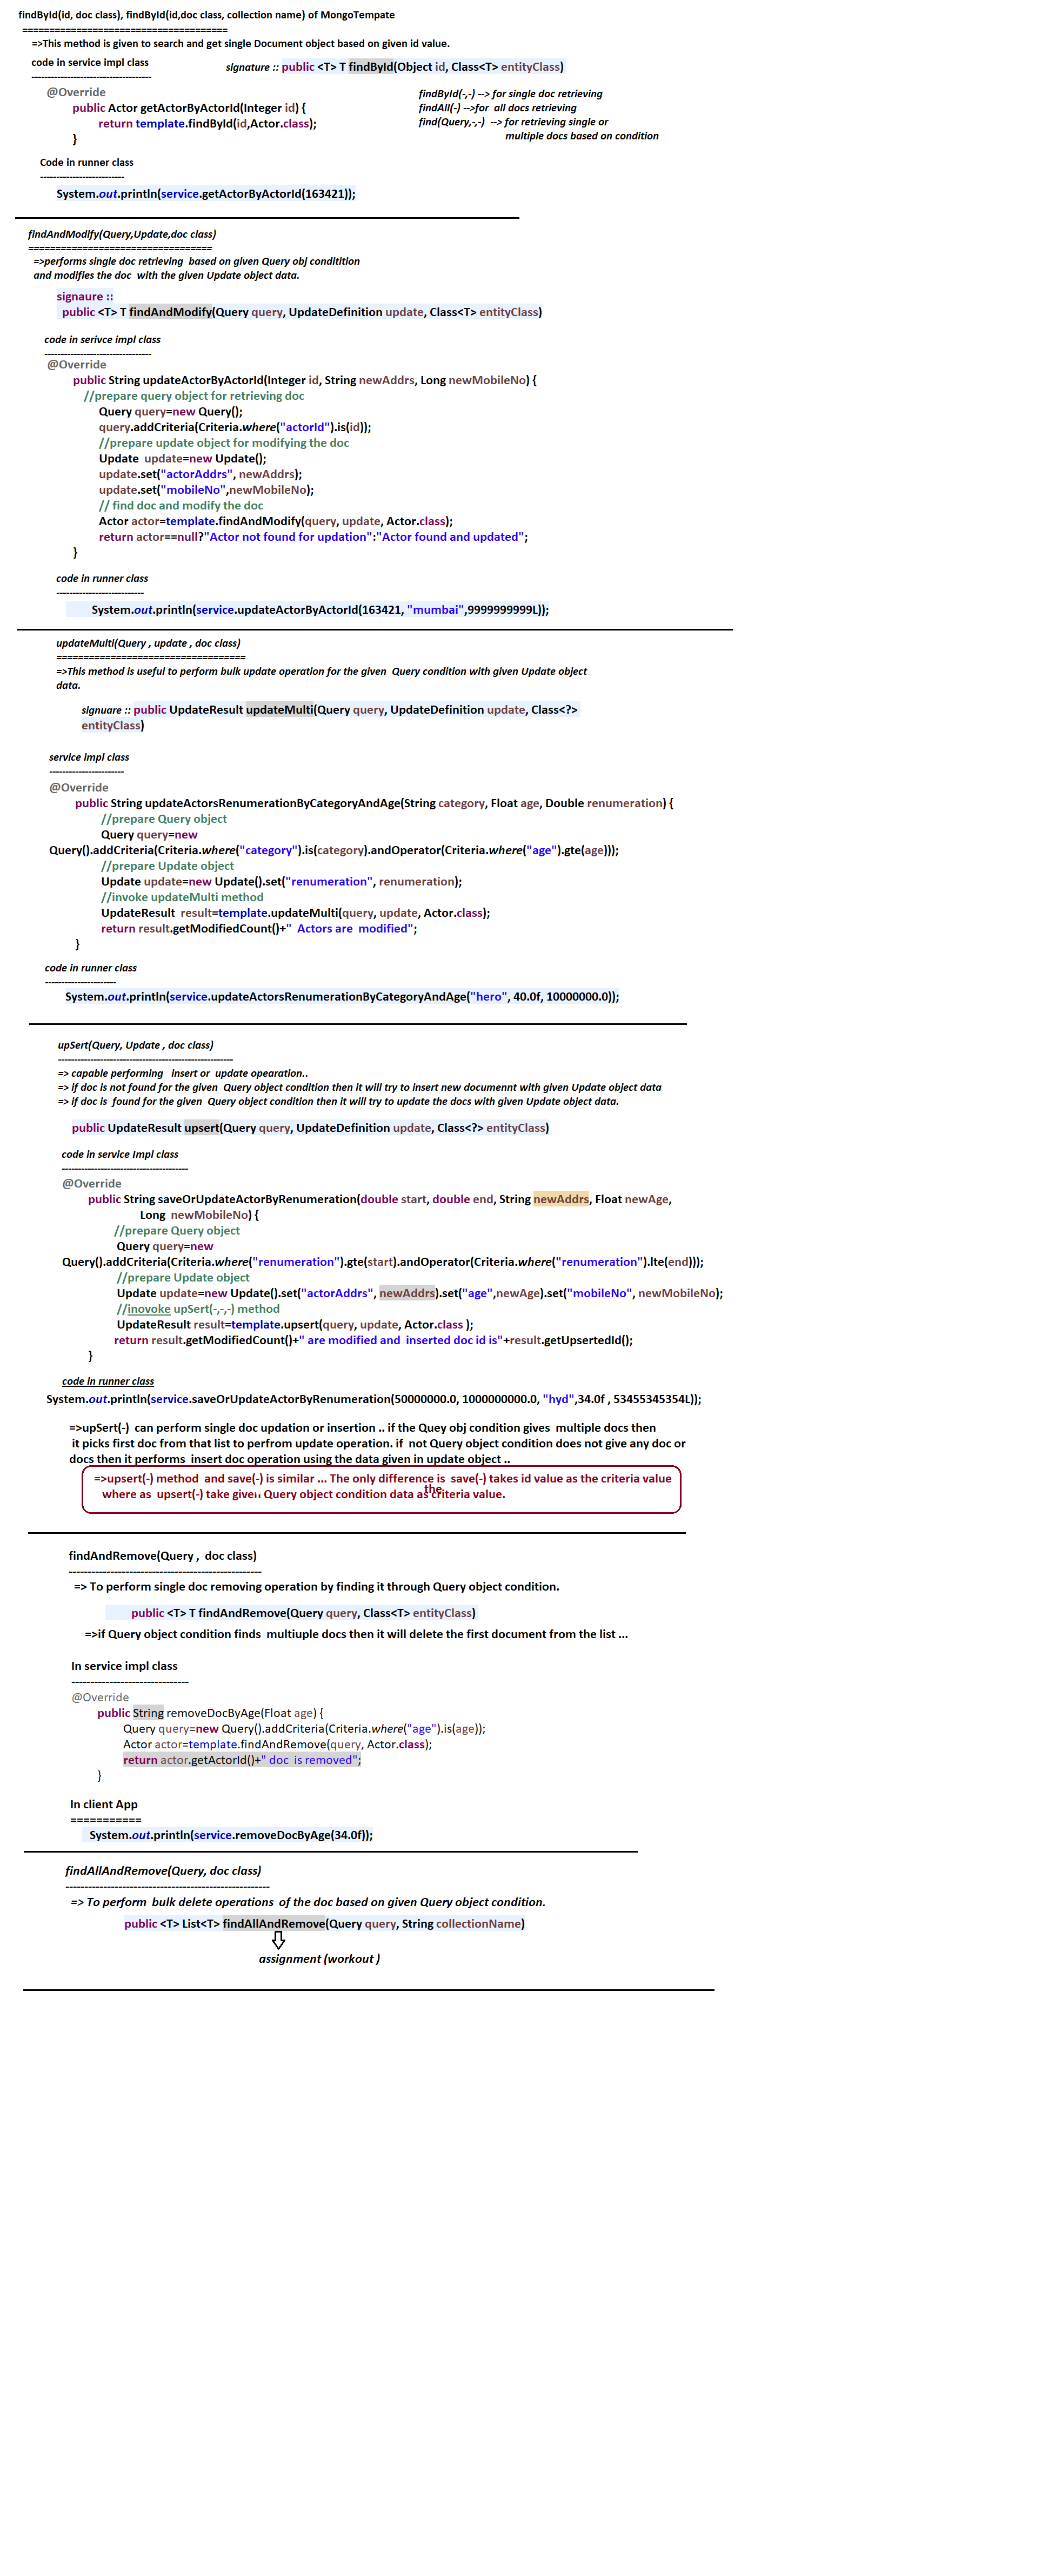 findById(id, doc class), findById(id,doc class, collection name) of MongoTempate
======================================
=>This method is given to search and get single Document object based on given id value.
code in service impl class
-------------------------------------
signature :: public <T> T findById(Object id, Class<T> entityClass)
@Override
public Actor getActorByActorId(Integer id) {
return template.findById(id,Actor.class);
}
findById(-,-) --> for single doc retrieving
findAll(-) -->for  all docs retrieving
find(Query,-,-)  --> for retrieving single or
multiple docs based on condition
Code in runner class
--------------------------
System.out.println(service.getActorByActorId(163421));
findAndModify(Query,Update,doc class)
==================================
=>performs single doc retrieving  based on given Query obj conditition
and modifies the doc  with the given Update object data.
signaure ::
public <T> T findAndModify(Query query, UpdateDefinition update, Class<T> entityClass)
code in serivce impl class
---------------------------------
@Override
public String updateActorByActorId(Integer id, String newAddrs, Long newMobileNo) {
//prepare query object for retrieving doc
Query query=new Query();
query.addCriteria(Criteria.where("actorId").is(id));
//prepare update object for modifying the doc
Update  update=new Update();
update.set("actorAddrs", newAddrs);
update.set("mobileNo",newMobileNo);
// find doc and modify the doc
Actor actor=template.findAndModify(query, update, Actor.class);
return actor==null?"Actor not found for updation":"Actor found and updated";
}
code in runner class
---------------------------
System.out.println(service.updateActorByActorId(163421, "mumbai",9999999999L));
updateMulti(Query , update , doc class)
===================================
=>This method is useful to perform bulk update operation for the given  Query condition with given Update object
data.
signuare :: public UpdateResult updateMulti(Query query, UpdateDefinition update, Class<?>
entityClass)
service impl class
-----------------------
@Override
public String updateActorsRenumerationByCategoryAndAge(String category, Float age, Double renumeration) {
//prepare Query object
Query query=new
Query().addCriteria(Criteria.where("category").is(category).andOperator(Criteria.where("age").gte(age)));
//prepare Update object
Update update=new Update().set("renumeration", renumeration);
//invoke updateMulti method
UpdateResult  result=template.updateMulti(query, update, Actor.class);
return result.getModifiedCount()+"  Actors are  modified";
}
code in runner class
----------------------
System.out.println(service.updateActorsRenumerationByCategoryAndAge("hero", 40.0f, 10000000.0));
upSert(Query, Update , doc class)
------------------------------------------------------
=> capable performing   insert or  update opearation..
=> if doc is not found for the given  Query object condition then it will try to insert new documennt with given Update object data
=> if doc is  found for the given  Query object condition then it will try to update the docs with given Update object data.
public UpdateResult upsert(Query query, UpdateDefinition update, Class<?> entityClass)
code in service Impl class
---------------------------------------
@Override
public String saveOrUpdateActorByRenumeration(double start, double end, String newAddrs, Float newAge,
Long  newMobileNo) {
//prepare Query object
Query query=new
Query().addCriteria(Criteria.where("renumeration").gte(start).andOperator(Criteria.where("renumeration").lte(end)));
//prepare Update object
Update update=new Update().set("actorAddrs", newAddrs).set("age",newAge).set("mobileNo", newMobileNo);
//inovoke upSert(-,-,-) method
UpdateResult result=template.upsert(query, update, Actor.class );
return result.getModifiedCount()+" are modified and  inserted doc id is"+result.getUpsertedId();
}
code in runner class
System.out.println(service.saveOrUpdateActorByRenumeration(50000000.0, 1000000000.0, "hyd",34.0f , 53455345354L));
=>upSert(-)  can perform single doc updation or insertion .. if the Quey obj condition gives  multiple docs then
it picks first doc from that list to perfrom update operation. if  not Query object condition does not give any doc or
docs then it performs  insert doc operation using the data given in update object ..
=>upsert(-) method  and save(-) is similar ... The only difference is  save(-) takes id value as the criteria value
the
where as  upsert(-) take given Query object condition data as criteria value.
findAndRemove(Query ,  doc class)
----------------------------------------------------
=> To perform single doc removing operation by finding it through Query object condition.
public <T> T findAndRemove(Query query, Class<T> entityClass)
=>if Query object condition finds  multiuple docs then it will delete the first document from the list ...
In service impl class
-------------------------------
@Override
public String removeDocByAge(Float age) {
Query query=new Query().addCriteria(Criteria.where("age").is(age));
Actor actor=template.findAndRemove(query, Actor.class);
return actor.getActorId()+" doc  is removed";
}
In client App
===========
System.out.println(service.removeDocByAge(34.0f));
findAllAndRemove(Query, doc class)
------------------------------------------------------
=> To perform  bulk delete operations  of the doc based on given Query object condition.
public <T> List<T> findAllAndRemove(Query query, String collectionName)
assignment (workout )